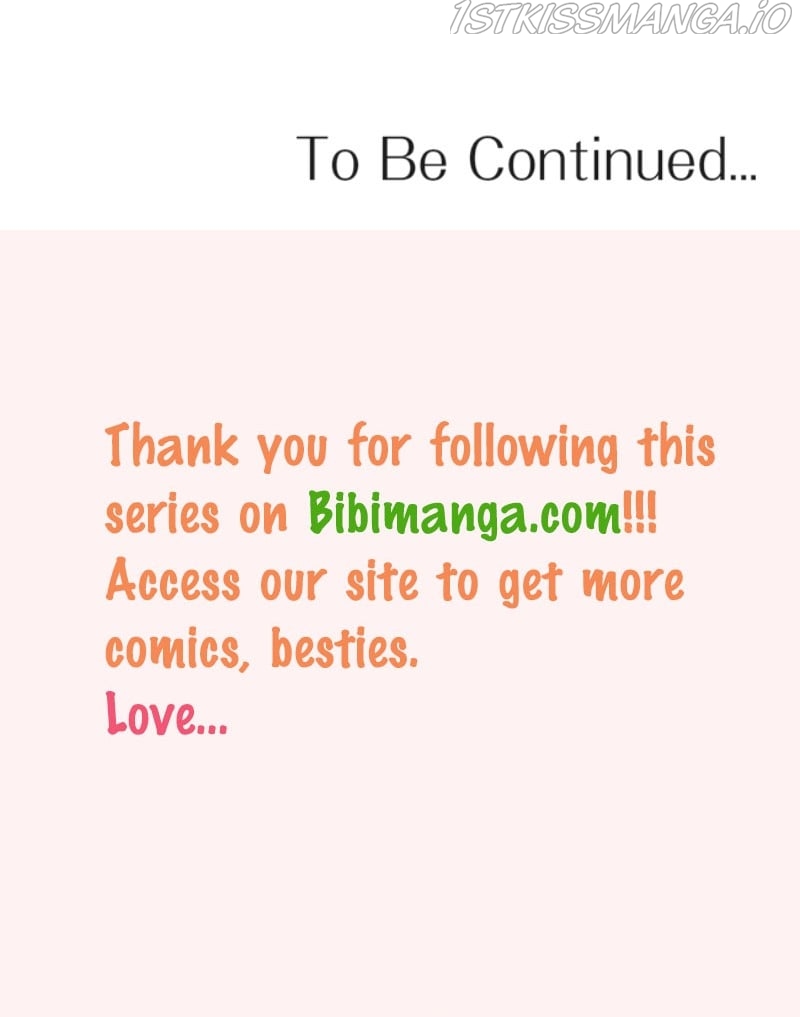 1STKISSMANGA.iO
To Be Continued...
Thank you for following this
series on Bibimanga.com!!!
Access our site to get more
comics, besties.
Love...